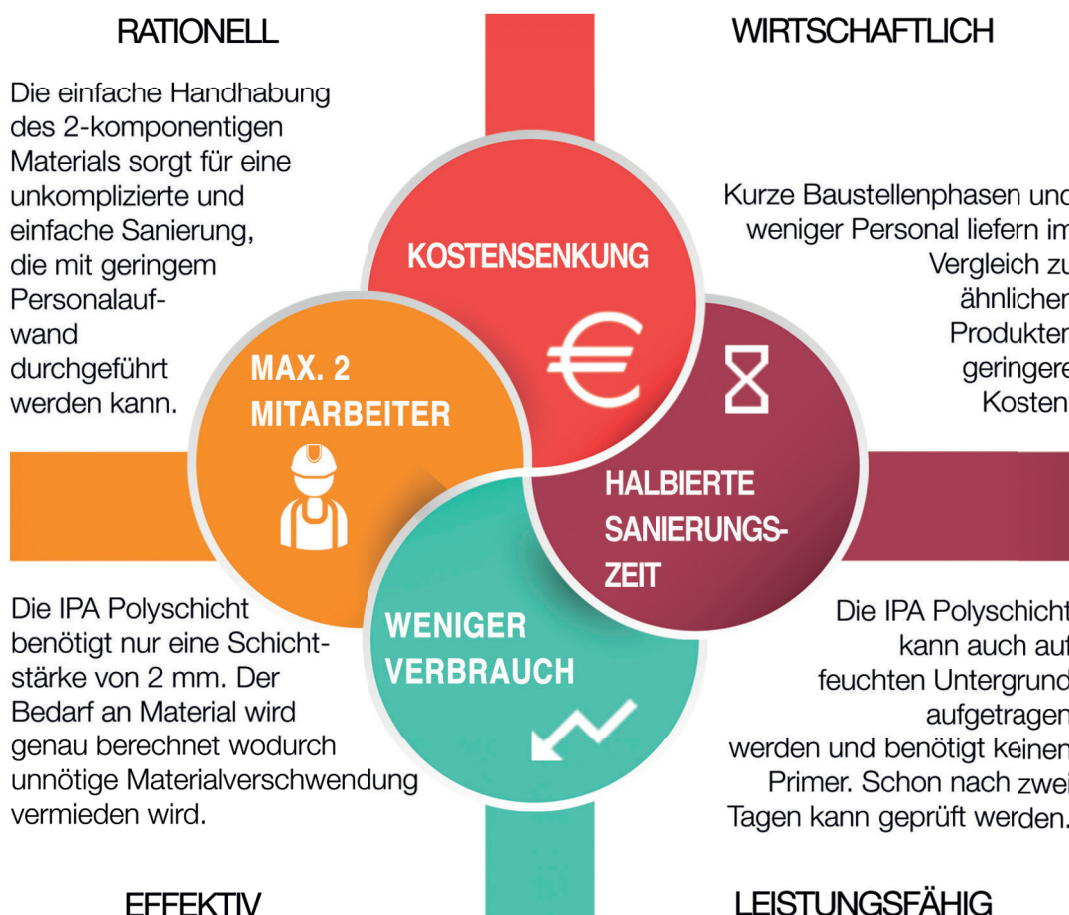 RATIONELL
Die einfache Handhabung
des 2-komponentigen
Materials sorgt für eine
unkomplizierte und
einfache Sanierung,
die mit geringem
Personalauf-
wand
durchgeführt
werden kann.
WIRTSCHAFTLICH
Kurze Baustellenphasen und
weniger Personal liefern im
Vergleich zu
ähnlichen
Produkten
geringere
Kosten.
KOSTENSENKUNG
€
MAX. 2
MITARBEITER
HALBIERTE
SANIERUNGS-
ZEIT
WENIGER
VERBRAUCH
Die IPA Polyschicht
benötigt nur eine Schicht-
stärke von 2 mm. Der
Bedarf an Material wird
genau berechnet wodurch
unnötige Materialverschwendung
vermieden wird.
EFFEKTIV
Die IPA Polyschicht
kann auch auf
feuchten Untergrund
aufgetragen
werden und benötigt keinen
Primer. Schon nach zwei
Tagen kann geprüft werden.
LEISTUNGSFÄHIG